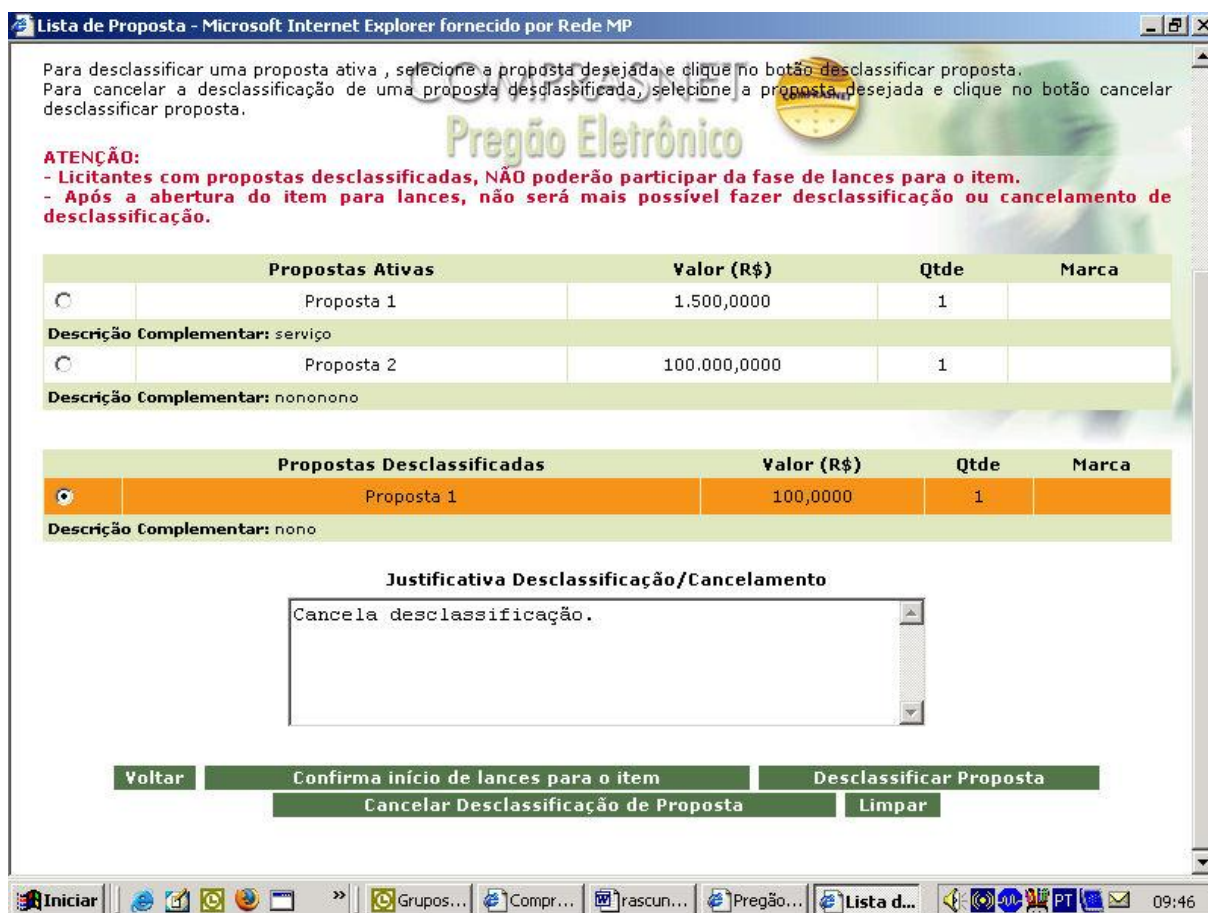 Lista de Proposta - Microsoft Internet Explorer fornecido por Rede MP
COMPRASNET
COMPRASNET
Pregão Eletrônico
Para desclassificar uma proposta ativa , selecione a proposta desejada e clique no botão desclassificar proposta.
Para cancelar a desclassificação de uma proposta desclassificada, selecione a proposta desejada e clique no botão cancelar
desclassificar proposta.
ATENÇÃO:
- Licitantes com propostas desclassificadas, NÃO poderão participar da fase de lances para o item.
- Após a abertura do item para lances, não será mais possível fazer desclassificação ou cancelamento de
desclassificação.
Propostas Ativas Valor (R$) Qtde Marca
Proposta 1 1.500,0000 1
Descrição Complementar: serviço
Proposta 2 100.000,0000 1
Descrição Complementar: nononono
Propostas Desclassificadas Valor (R$) Qtde Marca
Proposta 1 100,0000 1
Descrição Complementar: nono
Justificativa Desclassificação/Cancelamento
Cancela desclassificação.
Voltar Confirma início de lances para o item Desclassificar Proposta
Cancelar Desclassificação de Proposta Limpar
Iniciar » Grupos... Compr... rascun... Pregão... Lista d... PT 09:46